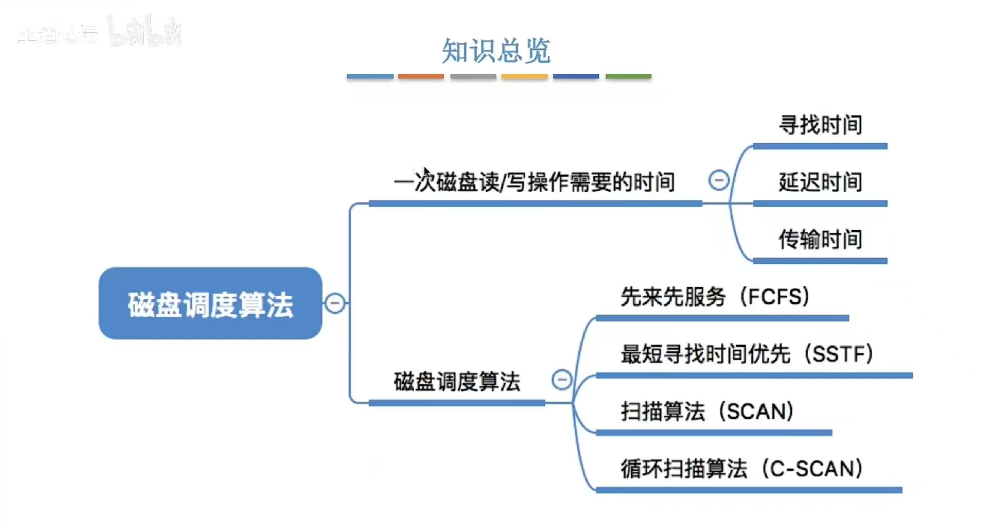 bilibili
知识总览
寻找时间
一次磁盘读/写操作需要的时间
延迟时间
传输时间
磁盘调度算法
先来先服务（FCFS）
最短寻找时间优先（SSTF）
磁盘调度算法
扫描算法（SCAN）
循环扫描算法（C-SCAN）